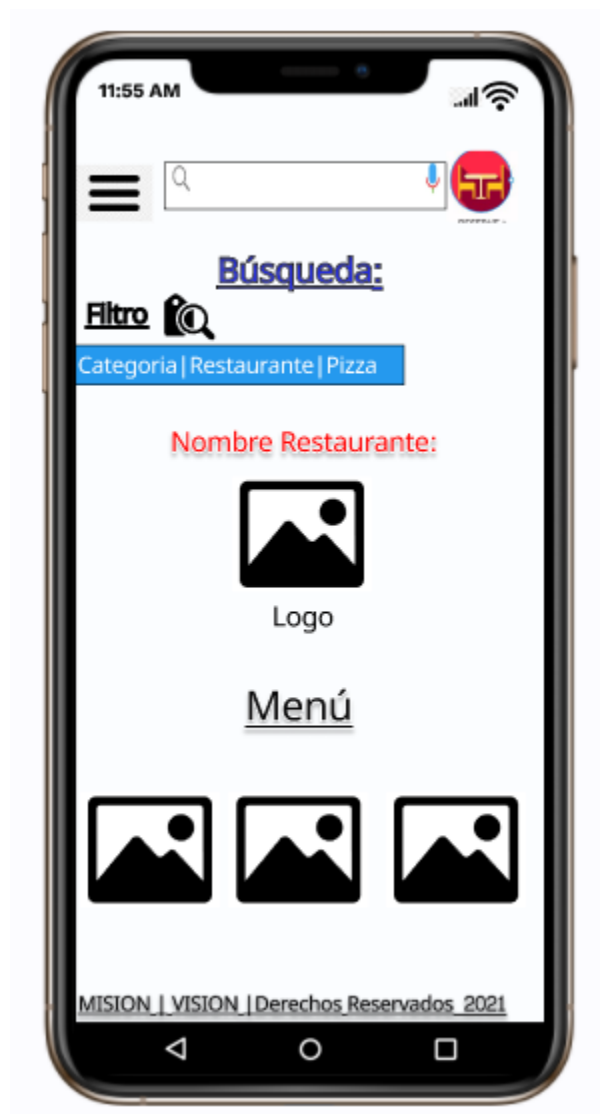 11:55 AM
Búsqueda:
Filtro
Categoria|Restaurante|Pizza
Nombre Restaurante:
Logo
Menú
MISION | VISION |Derechos Reservados 2021